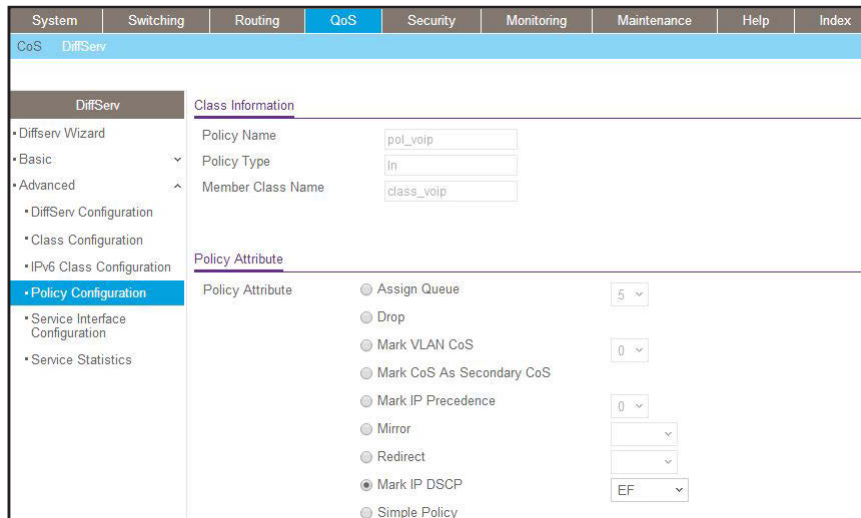 System Switching Routing QoS Security Monitoring Maintenance Help Index
CoS DiffServ
DiffServ
Diffserv Wizard
Basic
Advanced
DiffServ Configuration
Class Configuration
IPv6 Class Configuration
Policy Configuration
Service Interface
Configuration
Service Statistics
Class Information
Policy Name pol_voip
Policy Type In
Member Class Name class_voip
Policy Attribute
Policy Attribute Assign Queue 5
Drop
Mark VLAN CoS 0
Mark CoS As Secondary CoS
Mark IP Precedence 0
Mirror
Redirect
Mark IP DSCP EF
Simple Policy